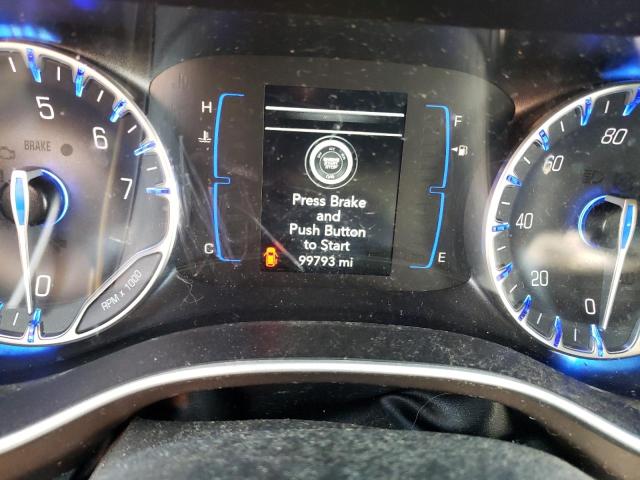 H
F
5
6
7
0
BRAKE
RPM x 1000
Press Brake
and
Push Button
to Start
99793 mi
C
E
80
60
40
20
0